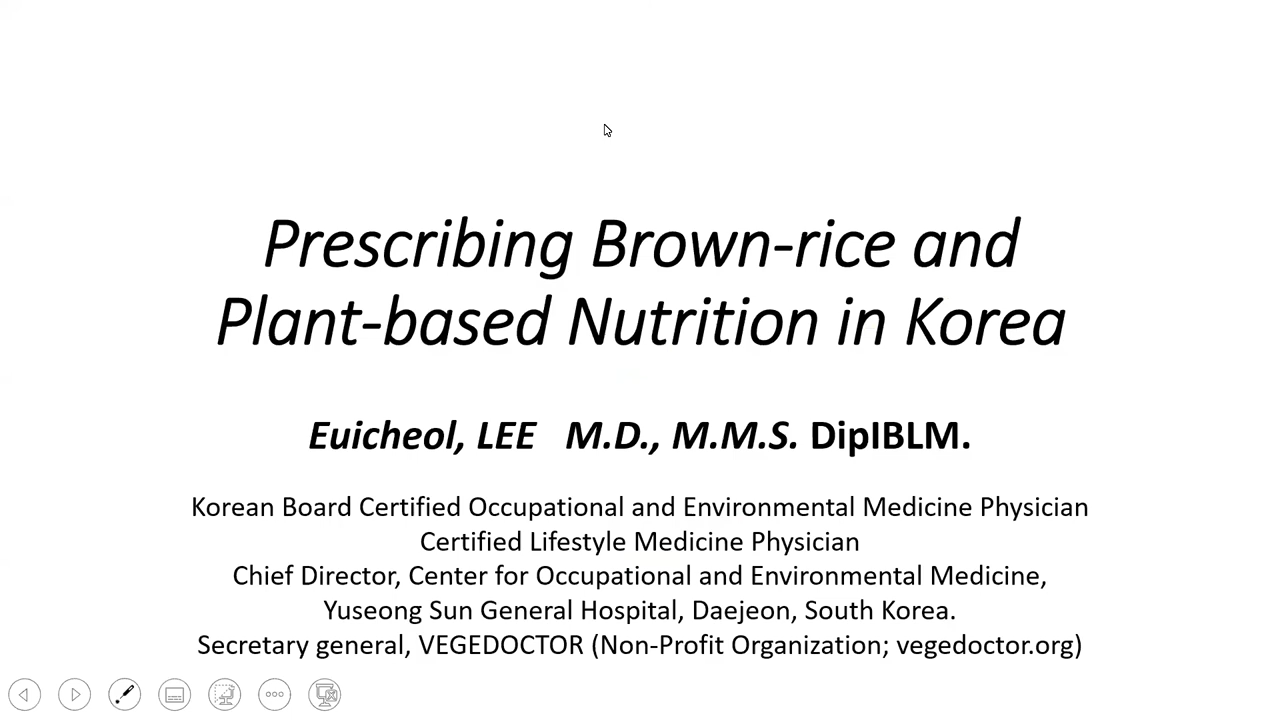 Prescribing Brown-rice and
Plant-based Nutrition in Korea
Euicheol, LEE M.D., M.M.S. DipIBLM.
Korean Board Certified Occupational and Environmental Medicine Physician
Certified Lifestyle Medicine Physician
Chief Director, Center for Occupational and Environmental Medicine,
Yuseong Sun General Hospital, Daejeon, South Korea.
Secretary general, VEGEDOCTOR (Non-Profit Organization; vegedoctor.org)